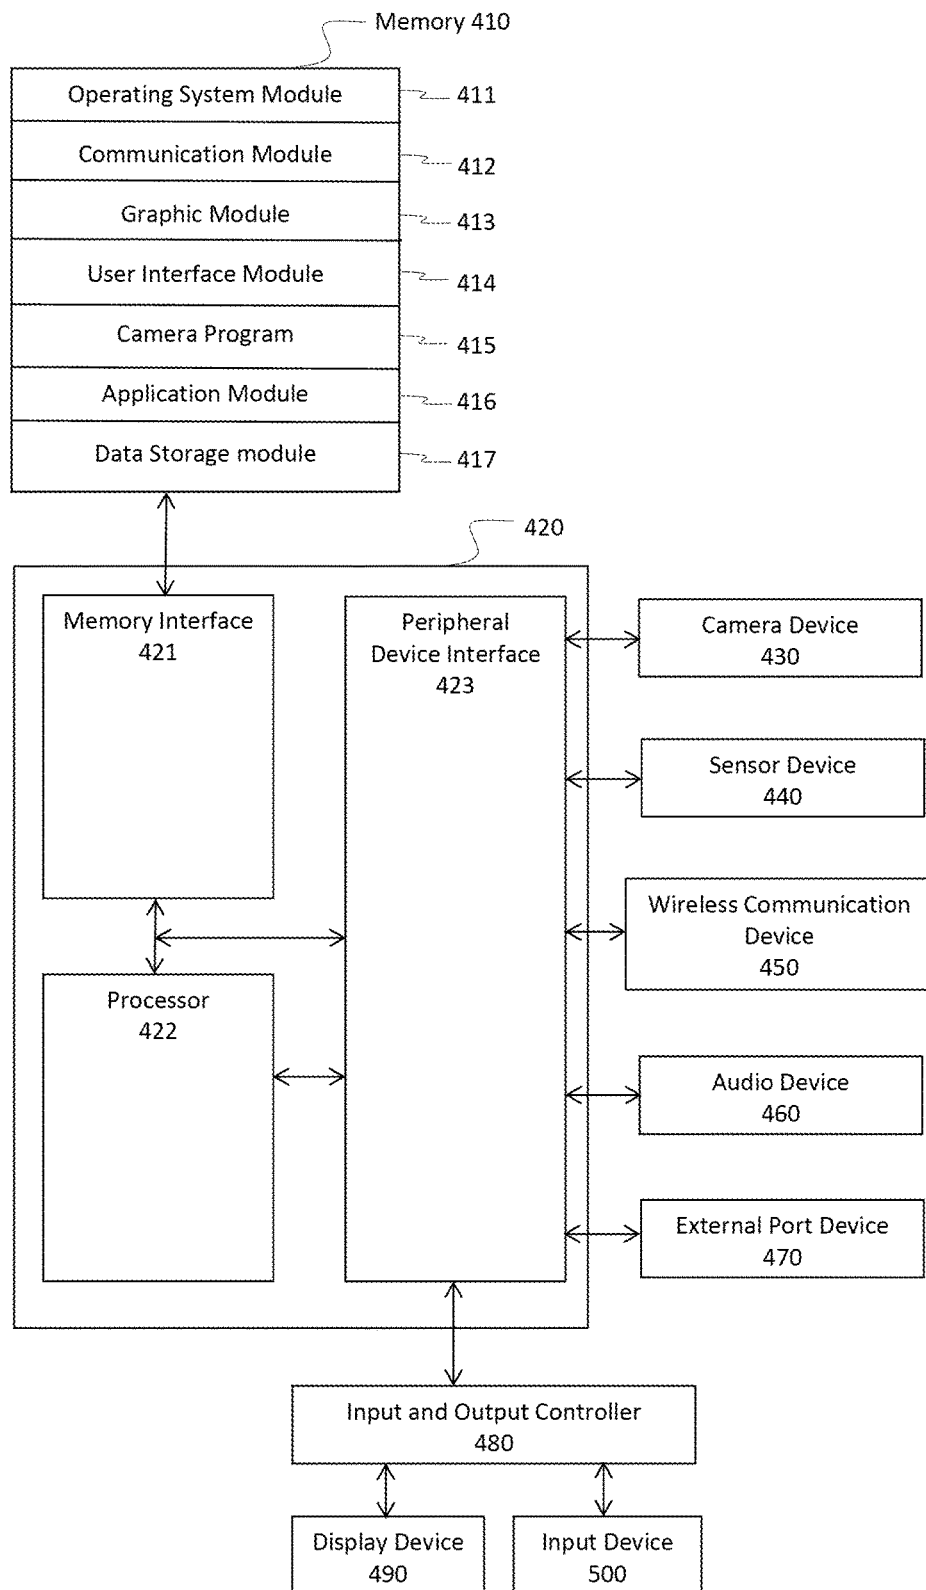 Memory 410
Operating System Module
411
Communication Module
412
Graphic Module
413
User Interface Module
414
Camera Program
415
Application Module
416
Data Storage module
417
420
Memory Interface
421
Peripheral
Device Interface
423
Camera Device
430
Sensor Device
440
Wireless Communication
Device
450
Processor
422
Audio Device
460
External Port Device
470
Input and Output Controller
480
Display Device
490
Input Device
500